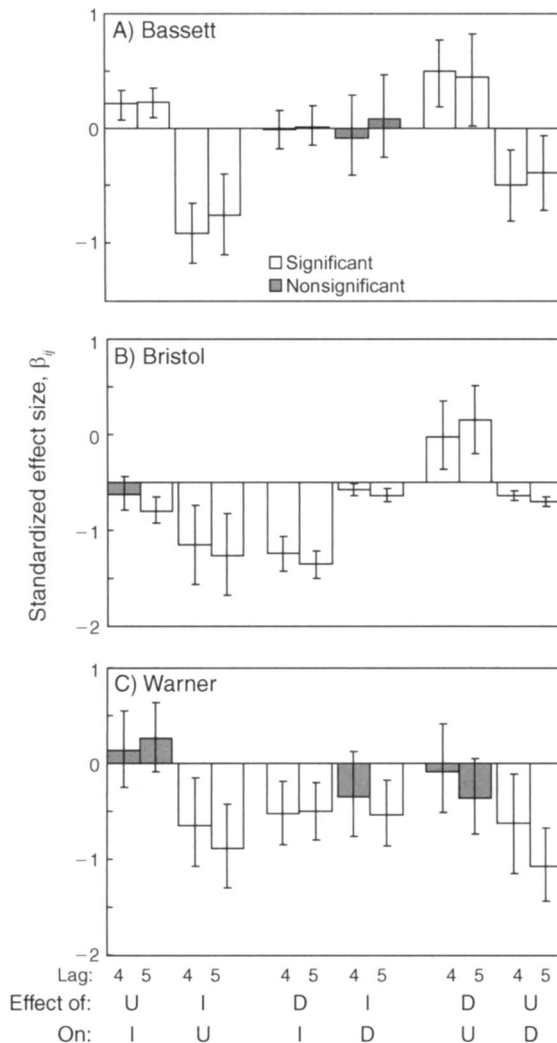 1
A) Bassett
0
−1
Significant
Nonsignificant
Standardized effect size, βij
1
B) Bristol
0
−1
−2
1
C) Warner
0
−1
−2
Lag: 4 5 4 5 4 5 4 5 4 5 4 5
Effect of: U I D I D U
On: I U I D U D